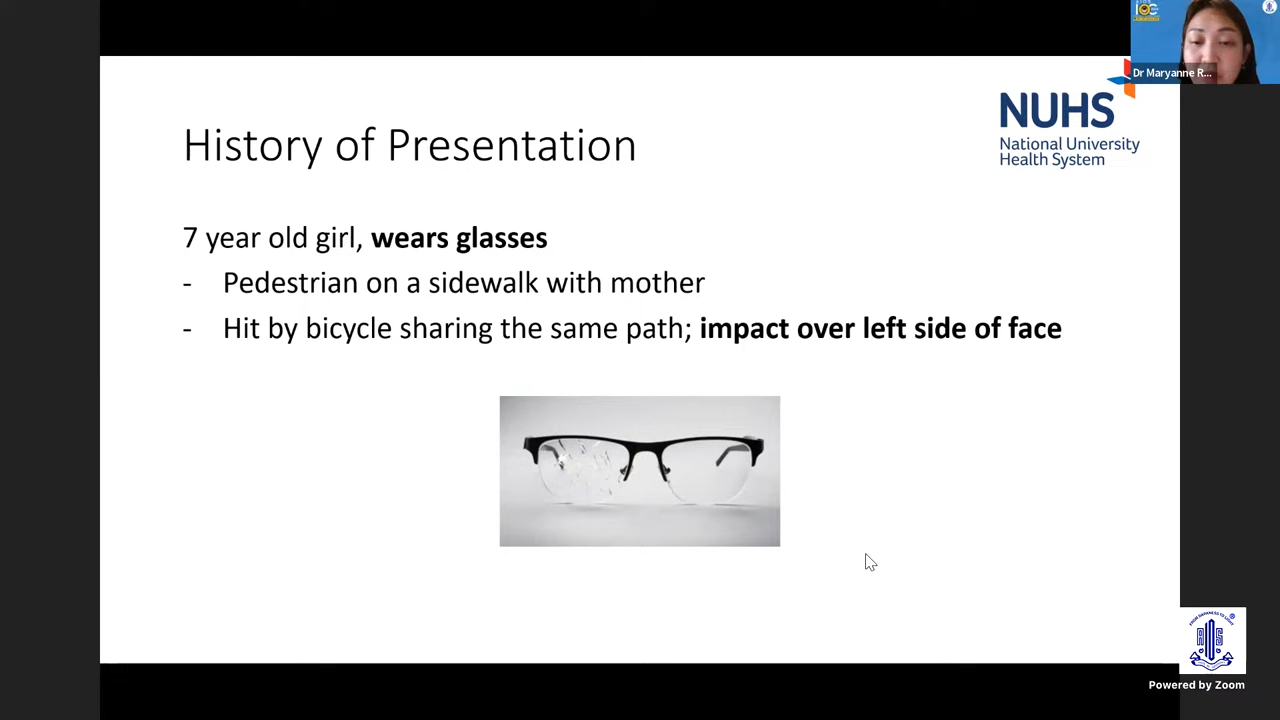 Dr Maryanne R...
NUHS
National University
Health System
History of Presentation
7 year old girl, wears glasses
- Pedestrian on a sidewalk with mother
- Hit by bicycle sharing the same path; impact over left side of face
Powered by Zoom